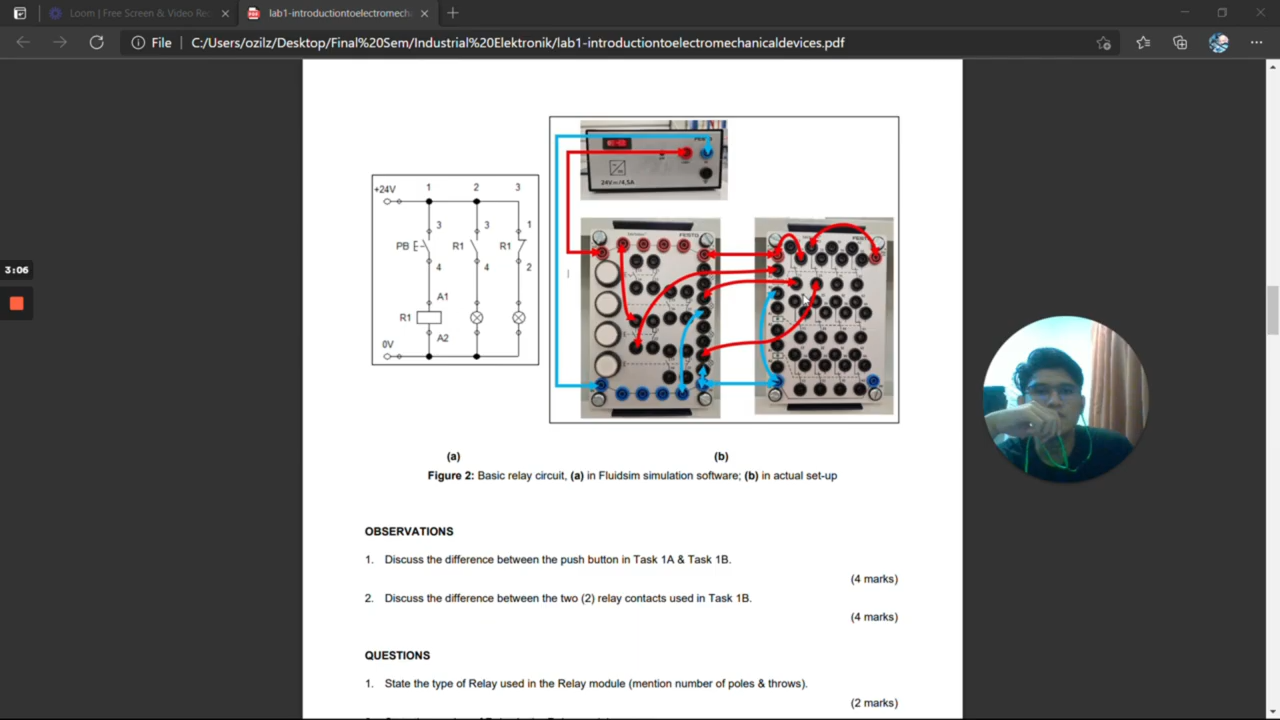 Loom | Free Screen & Video Rec
lab1-introductiontoelectromech
File
C:/Users/ozilz/Desktop/Final%20Sem/Industrial%20Elektronik/lab1-introductiontoelectromechanicaldevices.pdf
3:06
+24V 1 2 3
3 3 1
PB R1 R1
4 4 2
A1
R1
A2
0V
FESTO
24V 4,5A
FESTO
FESTO
(a) (b)
Figure 2: Basic relay circuit, (a) in Fluidsim simulation software; (b) in actual set-up
OBSERVATIONS
1. Discuss the difference between the push button in Task 1A & Task 1B.
(4 marks)
2. Discuss the difference between the two (2) relay contacts used in Task 1B.
(4 marks)
QUESTIONS
1. State the type of Relay used in the Relay module (mention number of poles & throws).
(2 marks)